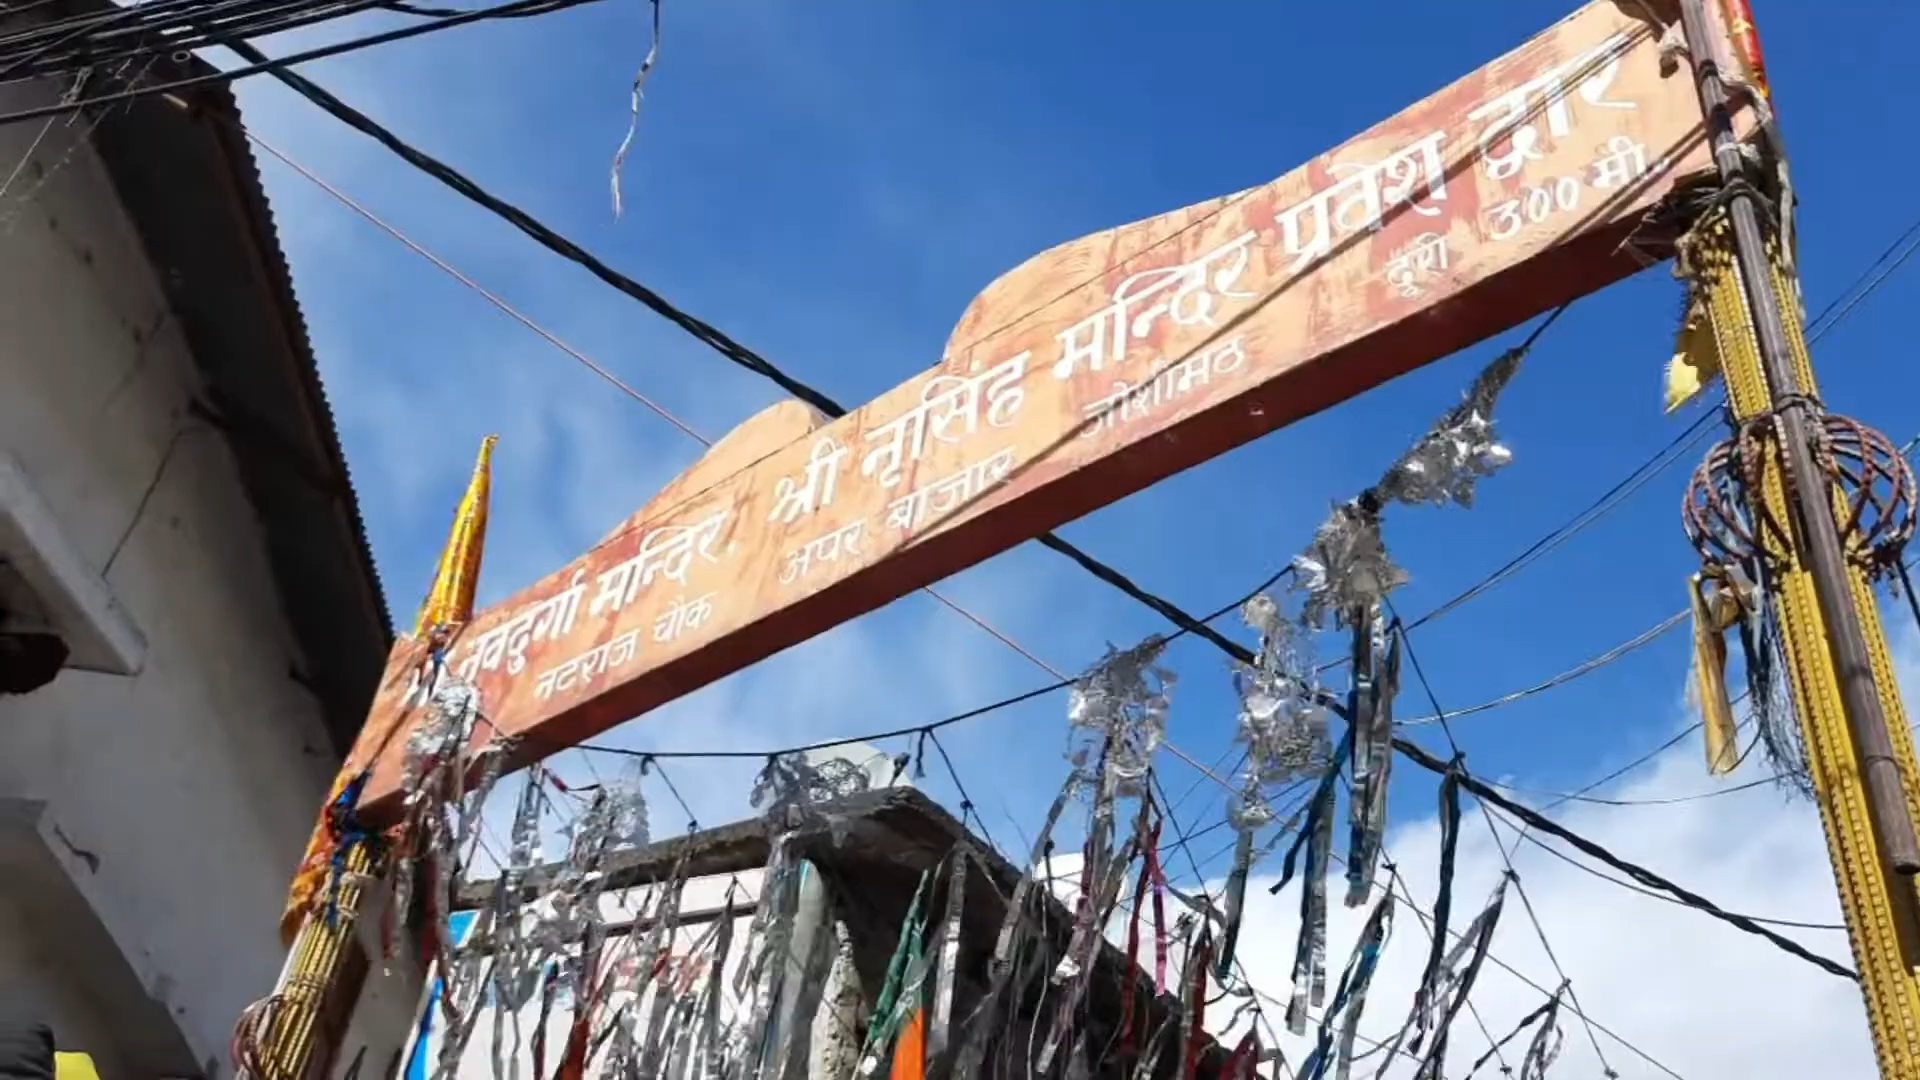 श्री नवदुर्गा मन्दिर, श्री नृसिंह मन्दिर प्रवेश द्वार
नटराज चौक अपर बाजार जोशीमठ दूरी 300 मी.